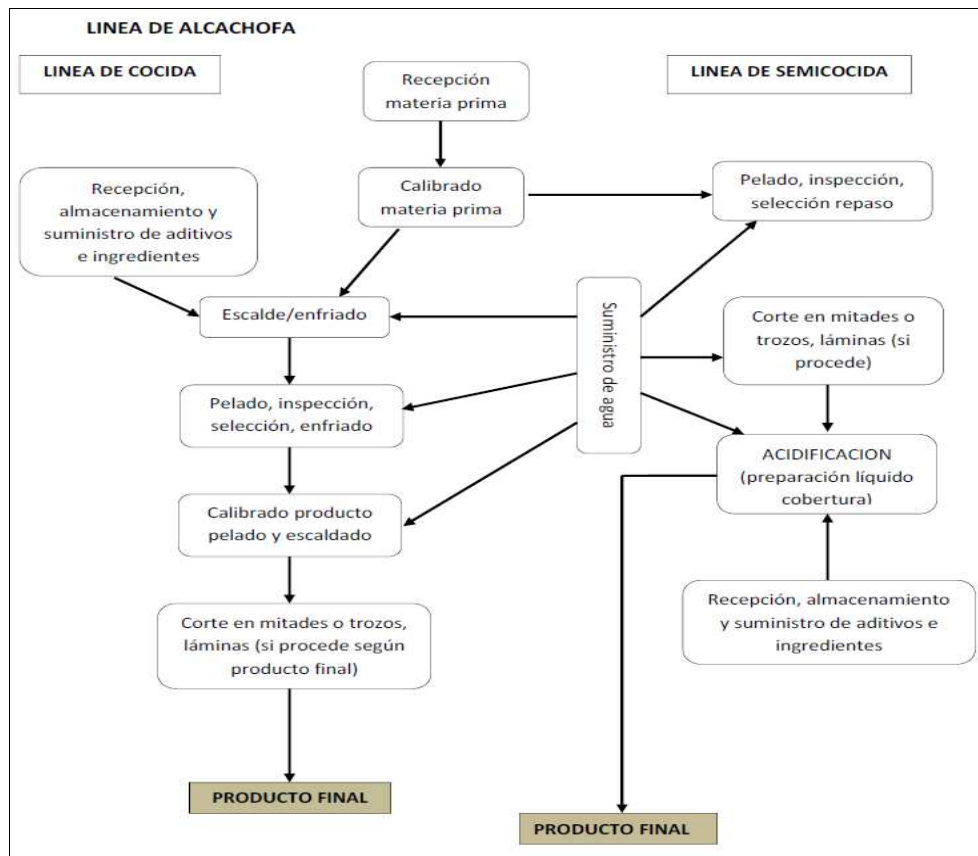 LINEA DE ALCACHOFA
LINEA DE COCIDA
LINEA DE SEMICOCIDA
Recepción
materia prima
Recepción,
almacenamiento y
suministro de aditivos
e ingredientes
Calibrado
materia prima
Pelado, inspección,
selección repaso
Escalde/enfriado
Suministro de agua
Corte en mitades o
trozos, láminas (si
procede)
Pelado, inspección,
selección, enfriado
ACIDIFICACION
(preparación líquido
cobertura)
Calibrado producto
pelado y escaldado
Recepción, almacenamiento
y suministro de aditivos e
ingredientes
Corte en mitades o trozos,
láminas (si procede según
producto final)
PRODUCTO FINAL
PRODUCTO FINAL